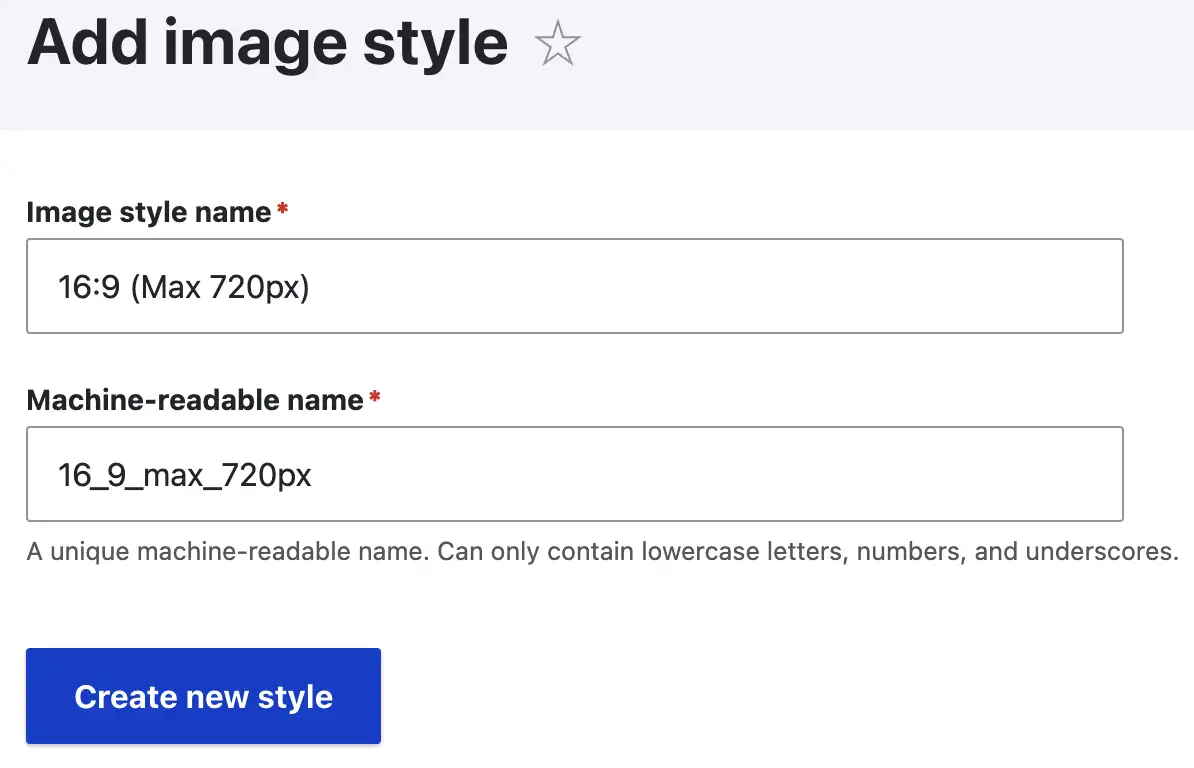 Add image style
Image style name*
16:9 (Max 720px)
Machine-readable name*
16_9_max_720px
A unique machine-readable name. Can only contain lowercase letters, numbers, and underscores.
Create new style